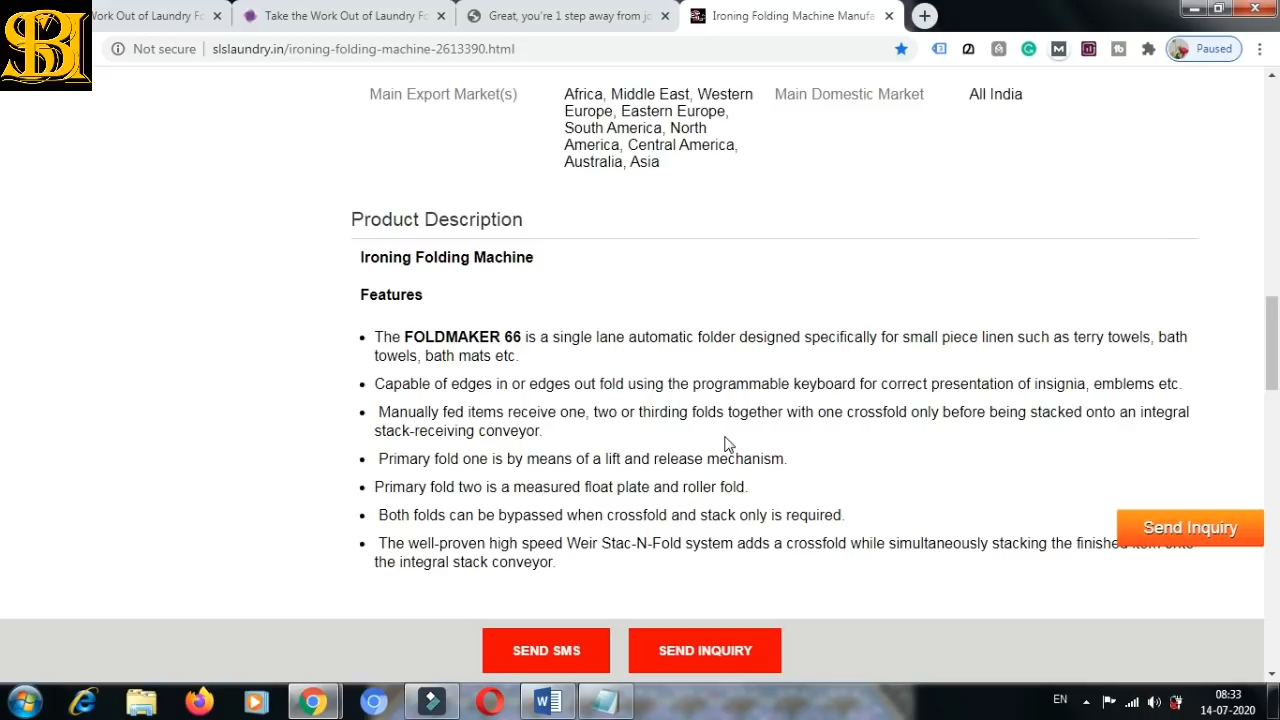 Work Out of Laundry Fo
Take the Work Out of Laundry Fo
Great, you're 1 step away from jo
Ironing Folding Machine Manufa
Not secure
slslaundry.in/ironing-folding-machine-2613390.html
Paused
Main Export Market(s)
Africa, Middle East, Western
Europe, Eastern Europe,
South America, North
America, Central America,
Australia, Asia
Main Domestic Market
All India
Product Description
Ironing Folding Machine
Features
The FOLDMAKER 66 is a single lane automatic folder designed specifically for small piece linen such as terry towels, bath
towels, bath mats etc.
Capable of edges in or edges out fold using the programmable keyboard for correct presentation of insignia, emblems etc.
Manually fed items receive one, two or thirding folds together with one crossfold only before being stacked onto an integral
stack-receiving conveyor.
Primary fold one is by means of a lift and release mechanism.
Primary fold two is a measured float plate and roller fold.
Both folds can be bypassed when crossfold and stack only is required.
The well-proven high speed Weir Stac-N-Fold system adds a crossfold while simultaneously stacking the finished item onto
the integral stack conveyor.
Send Inquiry
SEND SMS
SEND INQUIRY
EN
08:33
14-07-2020